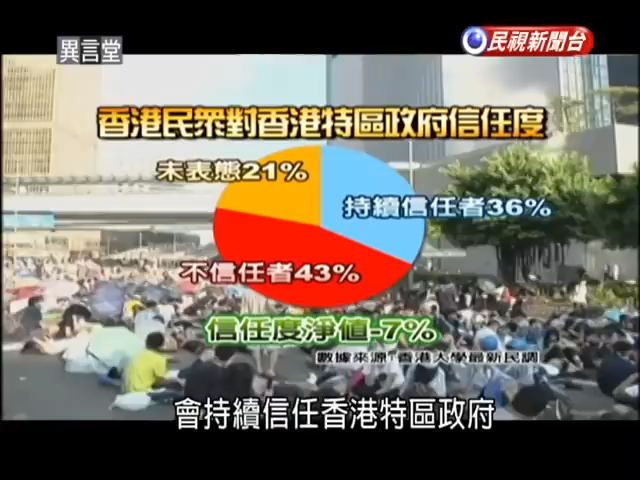 異言堂
民視新聞台
香港民眾對香港特區政府信任度
未表態21%
持續信任者36%
不信任者43%
信任度淨值-7%
數據來源:香港大學最新民調
會持續信任香港特區政府